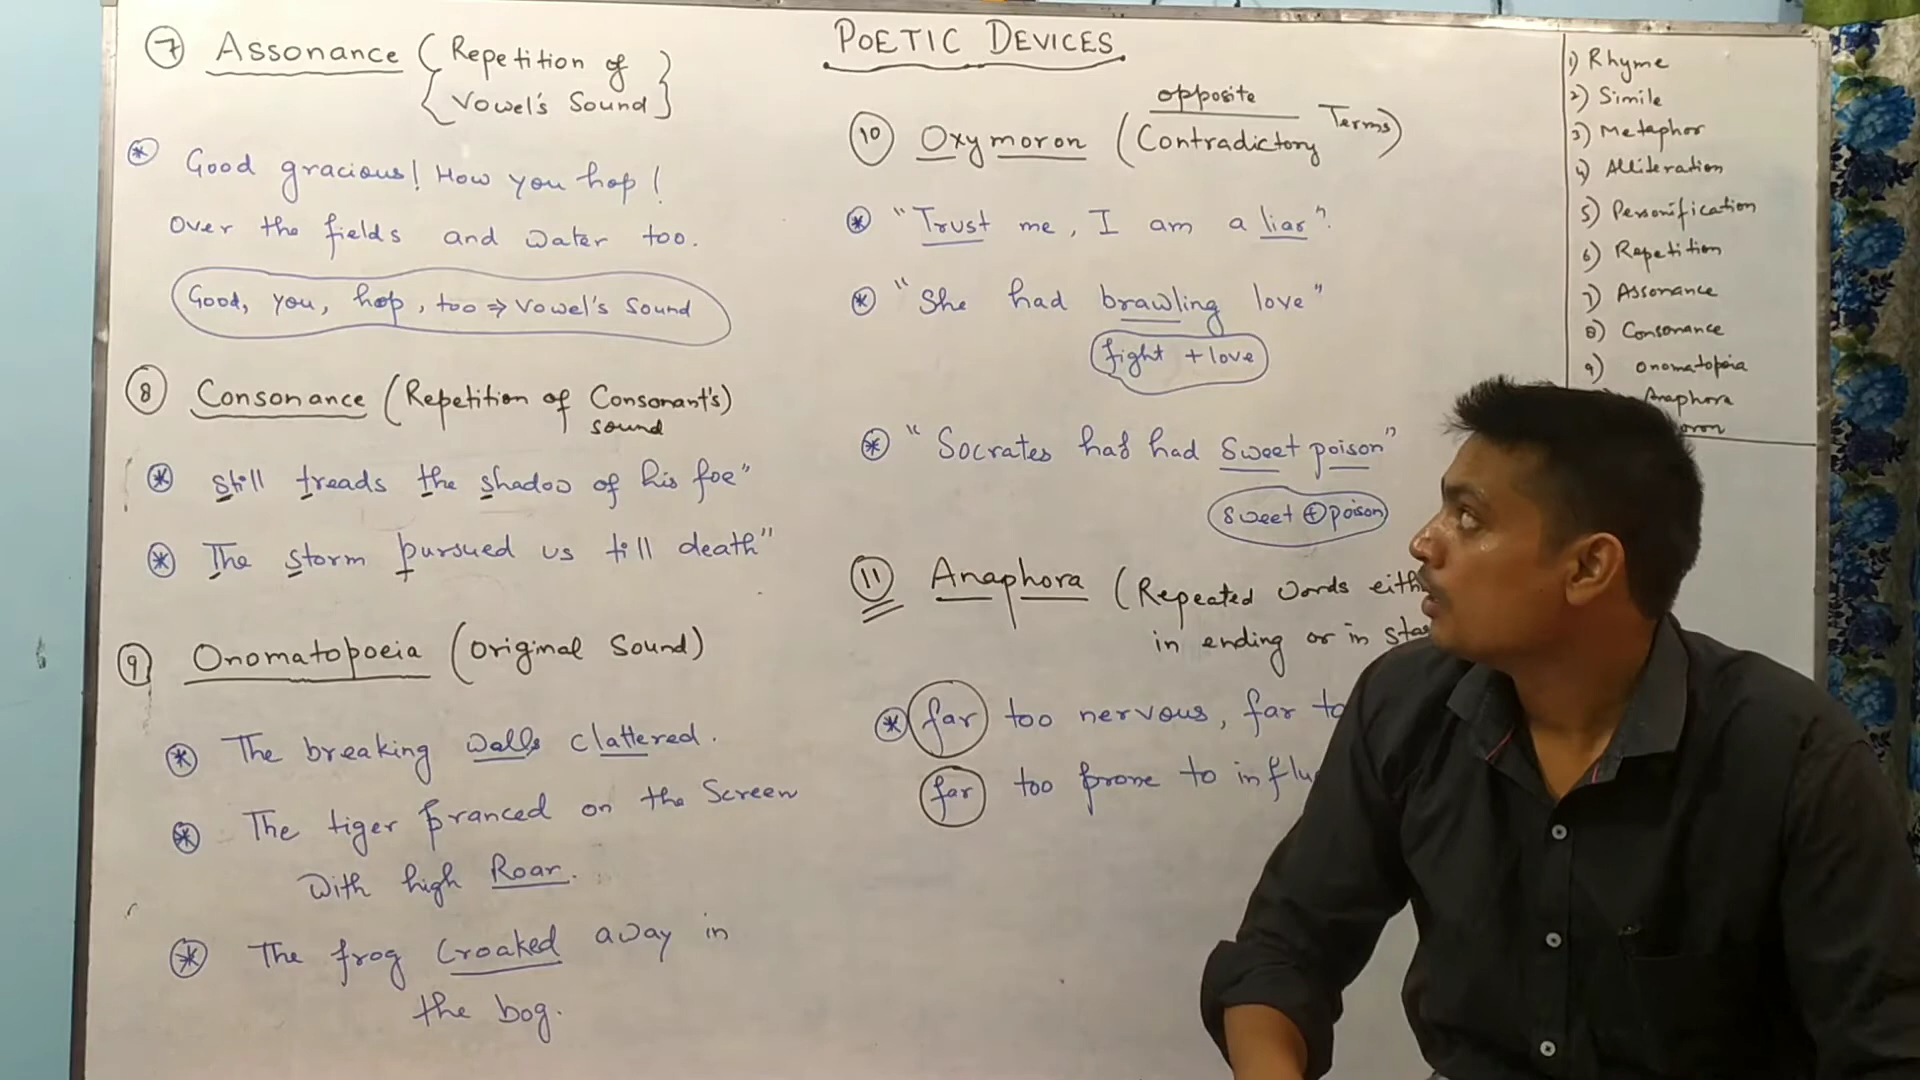 POETIC DEVICES
7 Assonance (Repetition of
{ Vowel's Sound }
* Good gracious! How you hop!
Over the fields and water too.
Good, you, hop, too ⇒ Vowel's Sound
8 Consonance (Repetition of Consonant's)
sound
* Still treads the shadow of his foe"
* The storm pursued us till death"
9 Onomatopoeia (original Sound)
* The breaking walls clattered.
* The tiger pranced on the Screen
With high Roar.
* The frog Croaked away in
the bog.
opposite
10 Oxymoron (Contradictory Terms)
* "Trust me, I am a liar".
* "She had brawling love"
fight + love
* "Socrates had had sweet poison"
Sweet + poison
11 Anaphora (Repeated words eith
in ending or in sta
* far too nervous, far to
far too prone to influ
1) Rhyme
2) Simile
3) Metaphor
4) Alliteration
5) Personification
6) Repetition
7) Assonance
8) Consonance
9) onomatopoia
Anaphora
oron